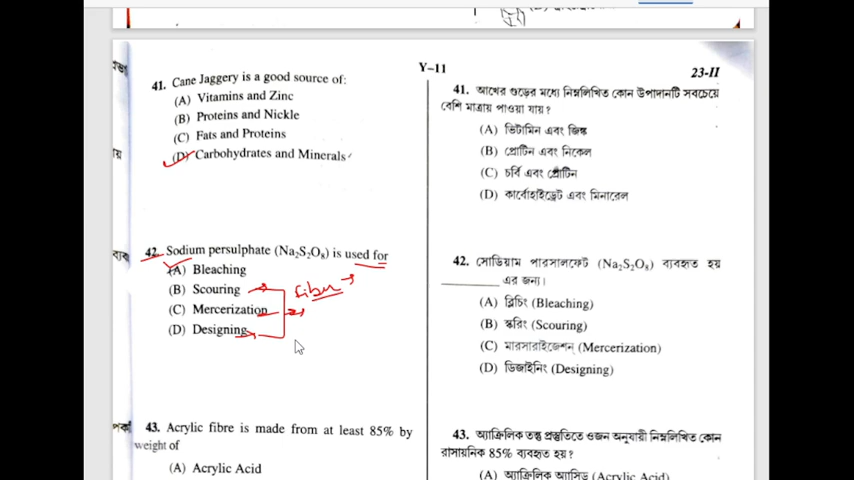 Y-11
23-II
41. Cane Jaggery is a good source of:
(A) Vitamins and Zinc
(B) Proteins and Nickle
(C) Fats and Proteins
(D) Carbohydrates and Minerals
42. Sodium persulphate (Na₂S₂O₈) is used for
(A) Bleaching
(B) Scouring
(C) Mercerization
(D) Designing
fiber
43. Acrylic fibre is made from at least 85% by
weight of
(A) Acrylic Acid
41. আখের গুড়ের মধ্যে নিম্নলিখিত কোন উপাদানটি সবচেয়ে
বেশি মাত্রায় পাওয়া যায়?
(A) ভিটামিন এবং জিঙ্ক
(B) প্রোটিন এবং নিকেল
(C) চর্বি এবং প্রোটিন
(D) কার্বোহাইড্রেট এবং মিনারেল
42. সোডিয়াম পারসালফেট (Na₂S₂O₈) ব্যবহৃত হয়
________ এর জন্য।
(A) ব্লিচিং (Bleaching)
(B) স্করিং (Scouring)
(C) মারসারাইজেশন্ (Mercerization)
(D) ডিজাইনিং (Designing)
43. অ্যাক্রিলিক তন্তু প্রস্তুতিতে ওজন অনুযায়ী নিম্নলিখিত কোন
রাসায়নিক 85% ব্যবহৃত হয়?
(A) অ্যাক্রিলিক অ্যাসিড (Acrylic Acid)